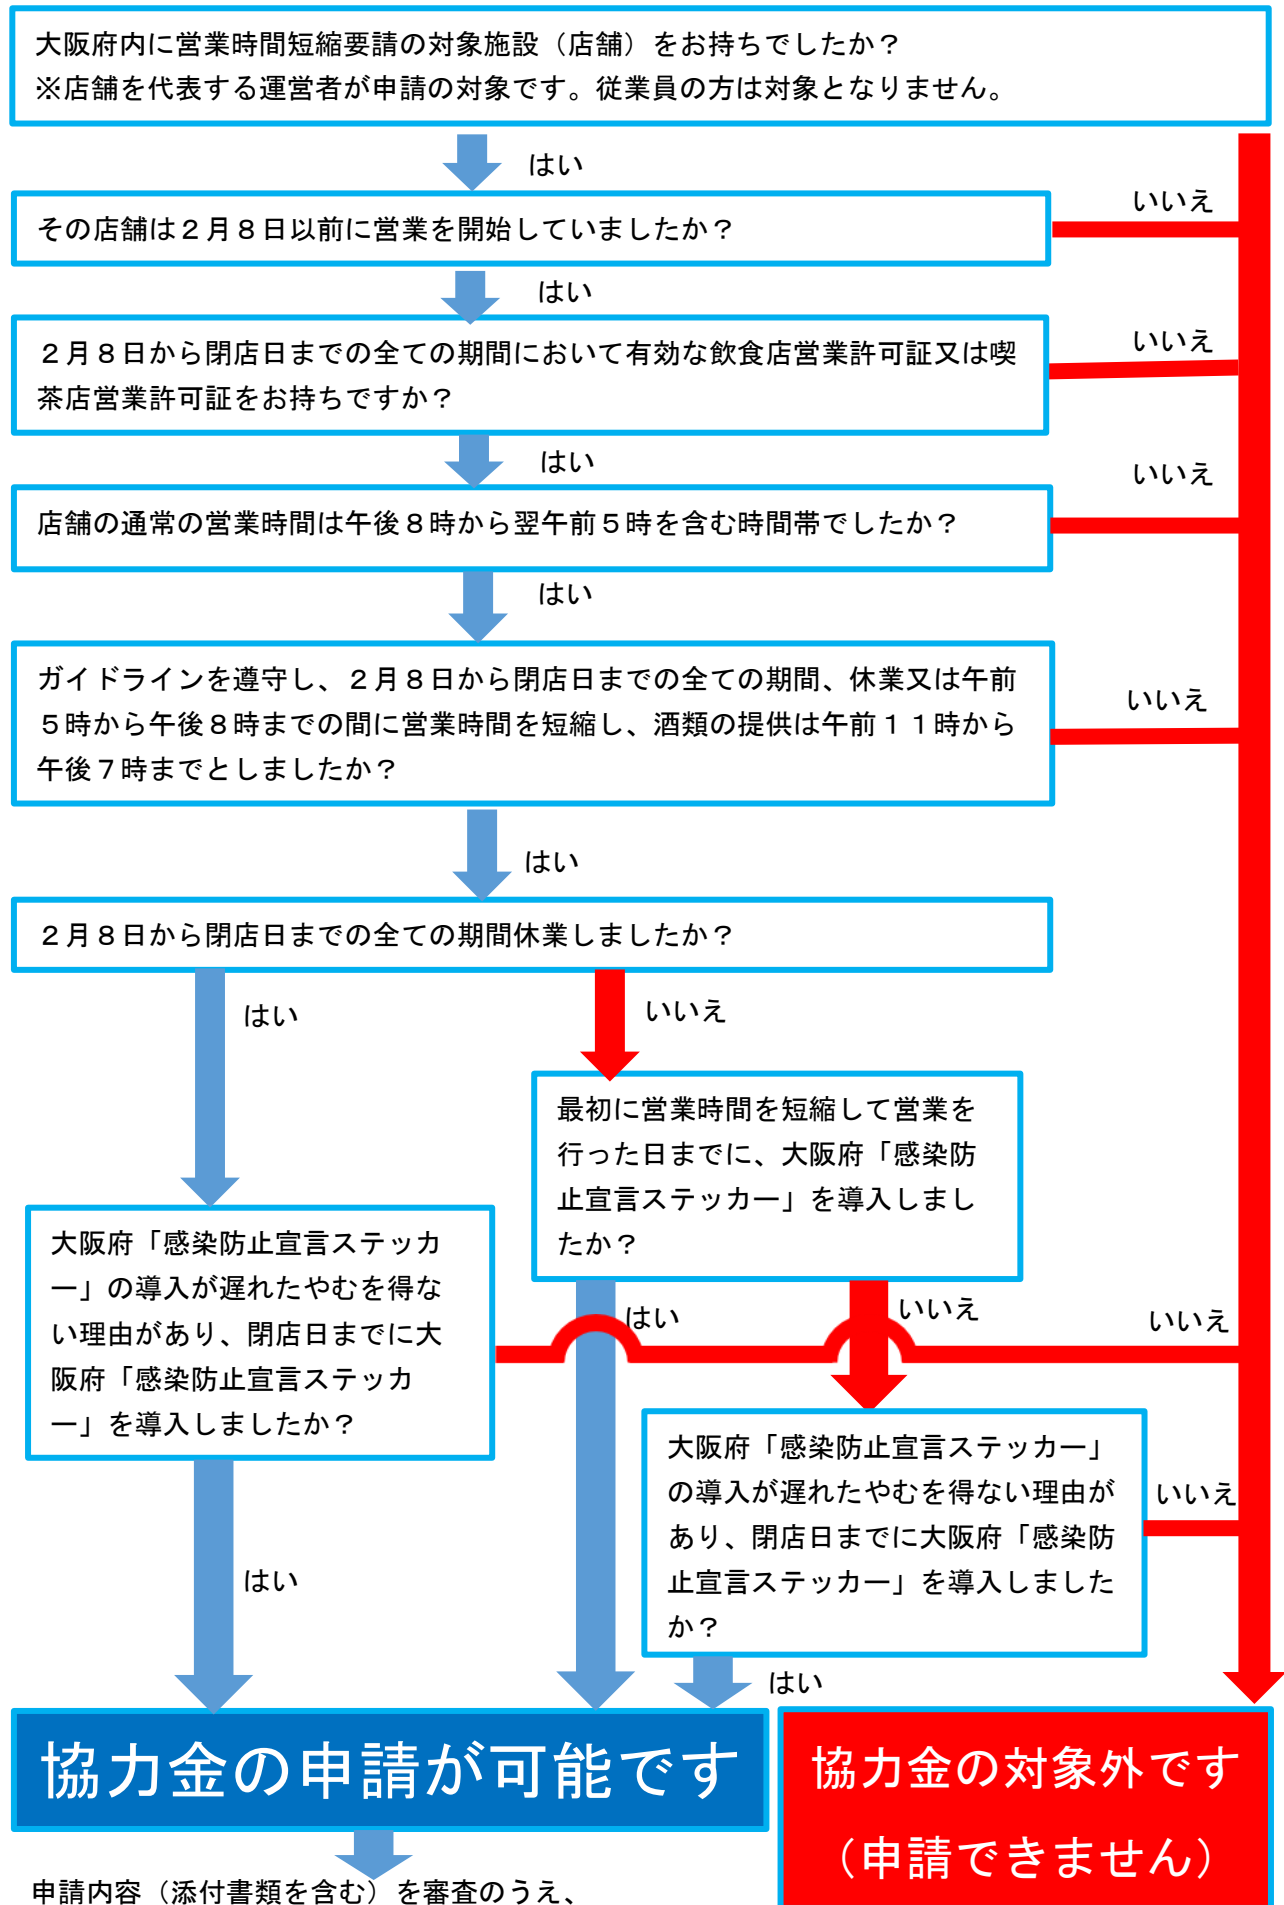 大阪府内に営業時間短縮要請の対象施設（店舗）をお持ちでしたか？
※店舗を代表する運営者が申請の対象です。従業員の方は対象となりません。
はい
いいえ
その店舗は２月８日以前に営業を開始していましたか？
はい
いいえ
２月８日から閉店日までの全ての期間において有効な飲食店営業許可証又は喫
茶店営業許可証をお持ちですか？
はい
いいえ
店舗の通常の営業時間は午後８時から翌午前５時を含む時間帯でしたか？
はい
ガイドラインを遵守し、２月８日から閉店日までの全ての期間、休業又は午前
５時から午後８時までの間に営業時間を短縮し、酒類の提供は午前１１時から
午後７時までとしましたか？
いいえ
はい
２月８日から閉店日までの全ての期間休業しましたか？
はい
いいえ
最初に営業時間を短縮して営業を
行った日までに、大阪府「感染防
止宣言ステッカー」を導入しまし
たか？
大阪府「感染防止宣言ステッカ
ー」の導入が遅れたやむを得な
い理由があり、閉店日までに大
阪府「感染防止宣言ステッカ
ー」を導入しましたか？
はい
いいえ
いいえ
大阪府「感染防止宣言ステッカー」
の導入が遅れたやむを得ない理由が
あり、閉店日までに大阪府「感染防
止宣言ステッカー」を導入しました
か？
いいえ
はい
はい
協力金の申請が可能です
協力金の対象外です
（申請できません）
申請内容（添付書類を含む）を審査のうえ、